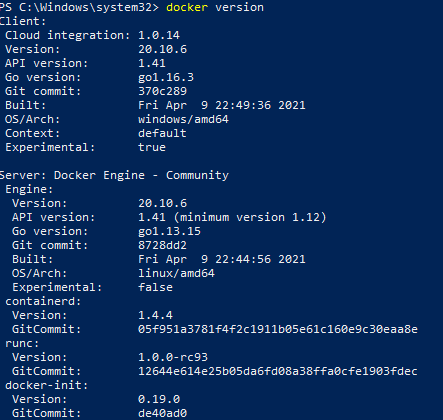 PS C:\Windows\system32> docker version
Client:
 Cloud integration: 1.0.14
 Version:           20.10.6
 API version:       1.41
 Go version:        go1.16.3
 Git commit:        370c289
 Built:             Fri Apr  9 22:49:36 2021
 OS/Arch:           windows/amd64
 Context:           default
 Experimental:      true
Server: Docker Engine - Community
 Engine:
  Version:          20.10.6
  API version:      1.41 (minimum version 1.12)
  Go version:       go1.13.15
  Git commit:       8728dd2
  Built:            Fri Apr  9 22:44:56 2021
  OS/Arch:          linux/amd64
  Experimental:     false
 containerd:
  Version:          1.4.4
  GitCommit:        05f951a3781f4f2c1911b05e61c160e9c30eaa8e
 runc:
  Version:          1.0.0-rc93
  GitCommit:        12644e614e25b05da6fd08a38ffa0cfe1903fdec
 docker-init:
  Version:          0.19.0
  GitCommit:        de40ad0